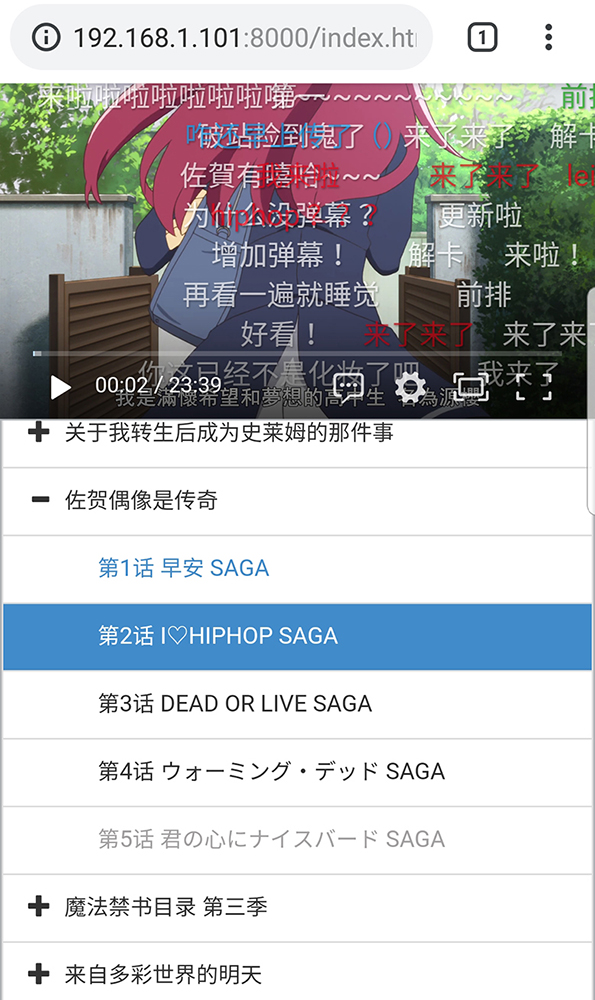 192.168.1.101:8000/index.ht
1
来啦啦啦啦啦啦啦
前排
破站捡到鬼了
来了来了
解卡
佐賀有嘻哈~~
来了来了
为什么没弹幕？
更新啦
增加弹幕！
解卡
来啦！
再看一遍就睡觉
前排
好看！
来了来了
来了来
你这已经不是化妆了吧
我来了
00:02 / 23:39
我是滿懷希望和夢想的高中生
关于我转生后成为史莱姆的那件事
佐贺偶像是传奇
第1话 早安 SAGA
第2话 I♡HIPHOP SAGA
第3话 DEAD OR LIVE SAGA
第4话 ウォーミング・デッド SAGA
第5话 君の心にナイスバード SAGA
魔法禁书目录 第三季
来自多彩世界的明天